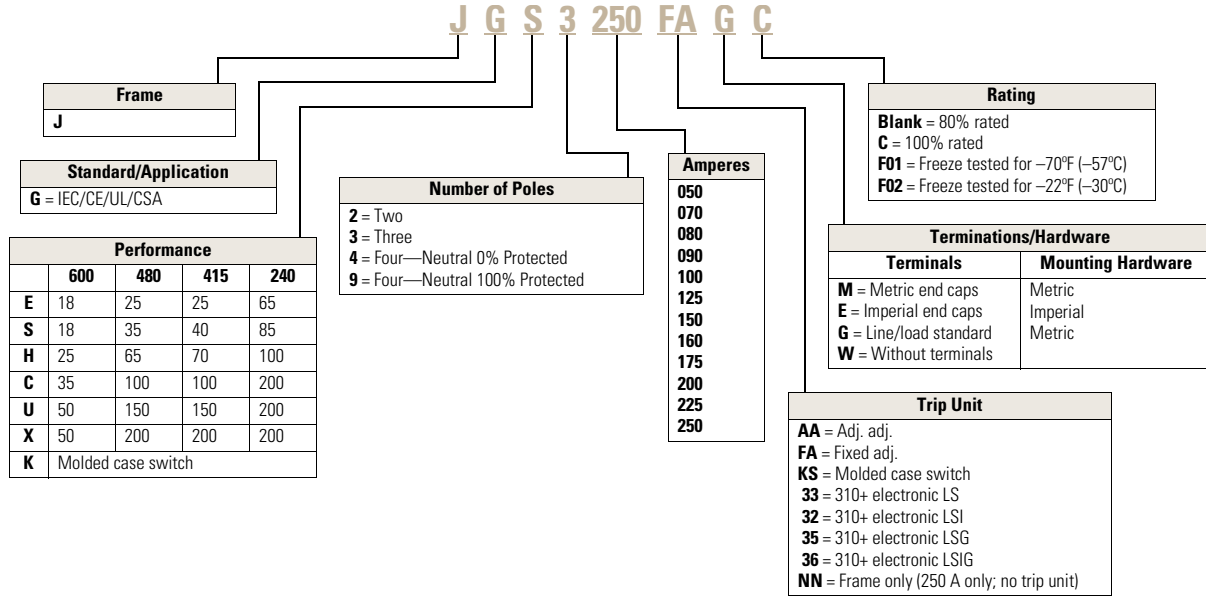 J G S 3 250 FA G C
Frame
J
Standard/Application
G = IEC/CE/UL/CSA
Performance
600 480 415 240
E 18 25 25 65
S 18 35 40 85
H 25 65 70 100
C 35 100 100 200
U 50 150 150 200
X 50 200 200 200
K Molded case switch
Number of Poles
2 = Two
3 = Three
4 = Four—Neutral 0% Protected
9 = Four—Neutral 100% Protected
Amperes
050
070
080
090
100
125
150
160
175
200
225
250
Rating
Blank = 80% rated
C = 100% rated
F01 = Freeze tested for –70ºF (–57ºC)
F02 = Freeze tested for –22ºF (–30ºC)
Terminations/Hardware
Terminals Mounting Hardware
M = Metric end caps Metric
E = Imperial end caps Imperial
G = Line/load standard Metric
W = Without terminals
Trip Unit
AA = Adj. adj.
FA = Fixed adj.
KS = Molded case switch
33 = 310+ electronic LS
32 = 310+ electronic LSI
35 = 310+ electronic LSG
36 = 310+ electronic LSIG
NN = Frame only (250 A only; no trip unit)